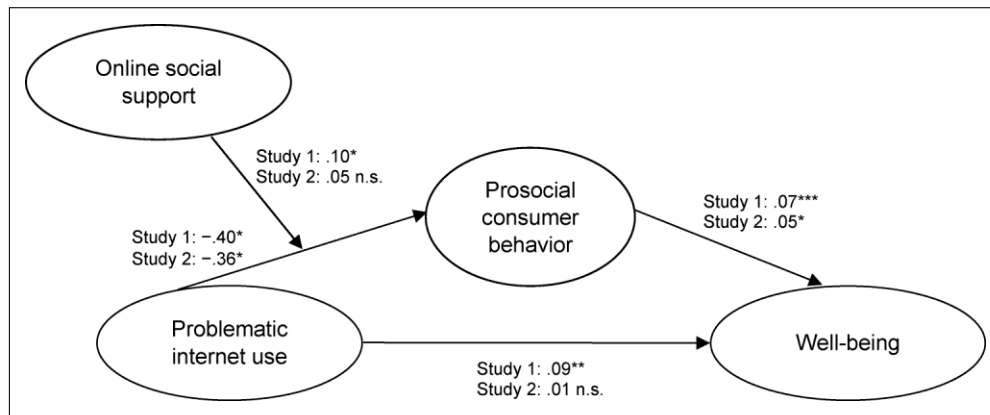 Online social
support
Study 1: .10*
Study 2: .05 n.s.
Prosocial
consumer
behavior
Study 1: .07***
Study 2: .05*
Study 1: −.40*
Study 2: −.36*
Problematic
internet use
Well-being
Study 1: .09**
Study 2: .01 n.s.